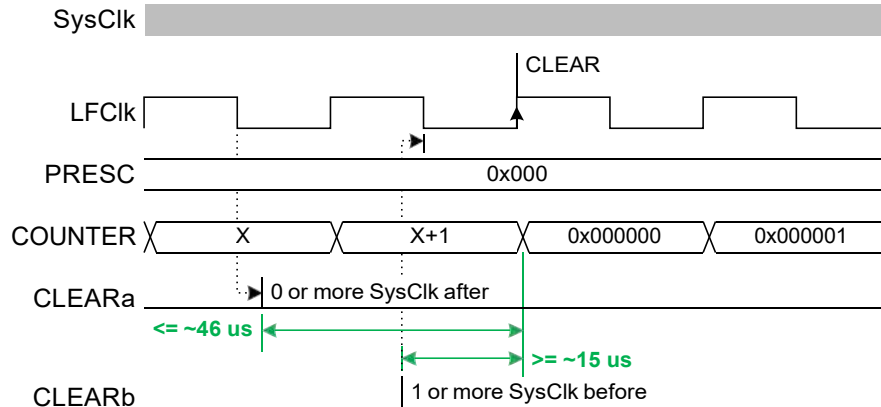 SysClk
CLEAR
LFClk
PRESC
0x000
COUNTER
X
X+1
0x000000
0x000001
CLEARa
0 or more SysClk after
<= ~46 us
>= ~15 us
CLEARb
1 or more SysClk before